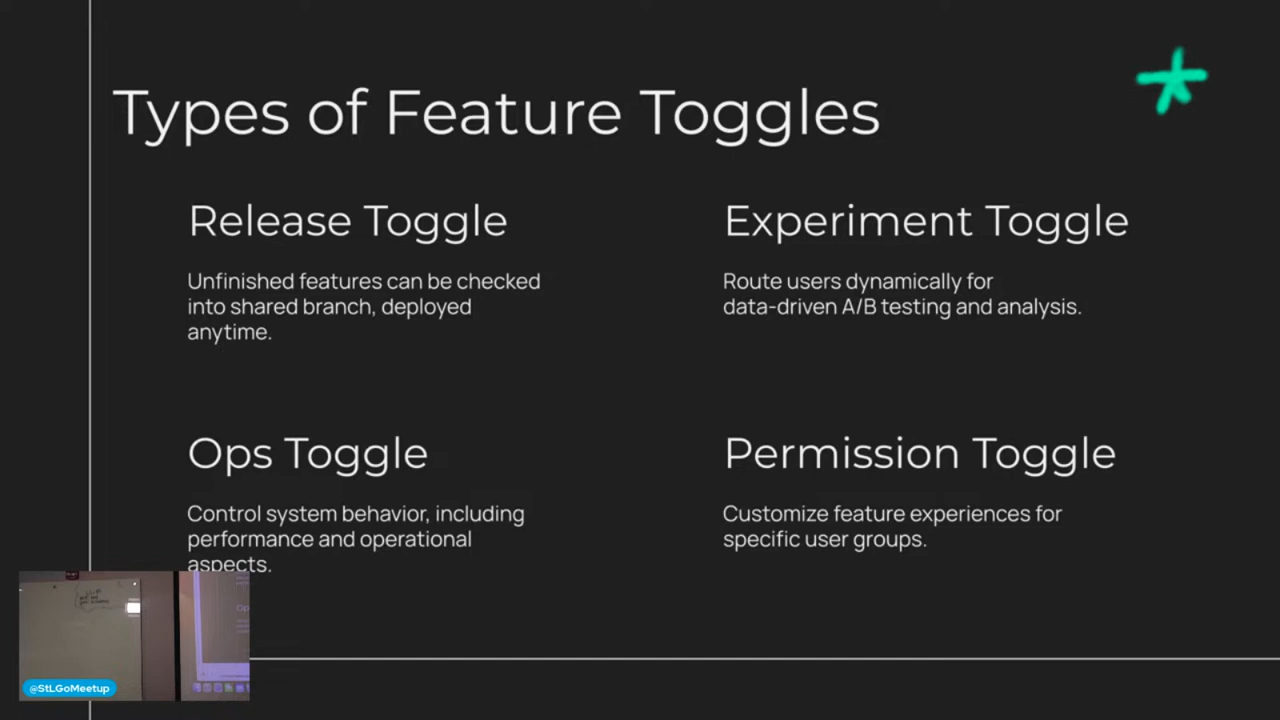 Types of Feature Toggles
Release Toggle
Unfinished features can be checked
into shared branch, deployed
anytime.
Experiment Toggle
Route users dynamically for
data-driven A/B testing and analysis.
Ops Toggle
Control system behavior, including
performance and operational
aspects.
Permission Toggle
Customize feature experiences for
specific user groups.
@StLGoMeetup